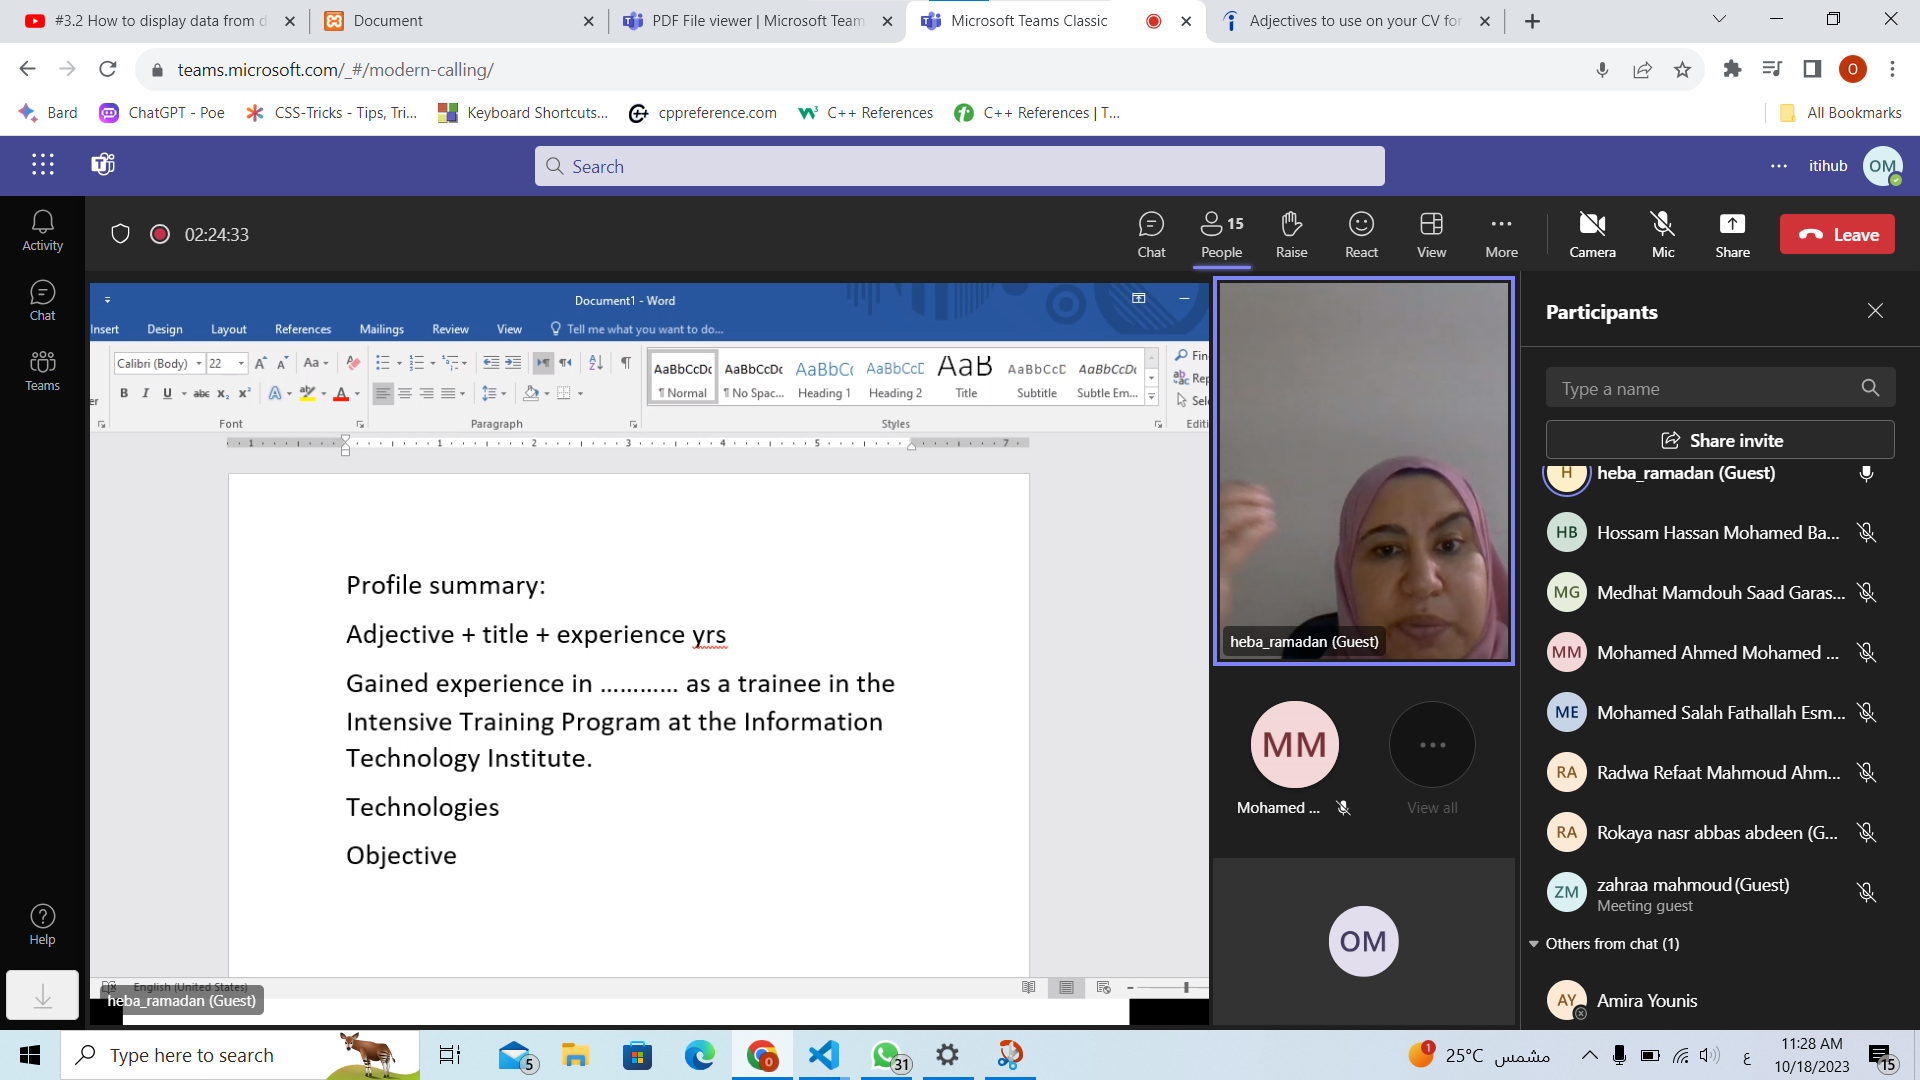 #3.2 How to display data from d
Document
PDF File viewer | Microsoft Team
Microsoft Teams Classic
Adjectives to use on your CV for
teams.microsoft.com/_#/modern-calling/
O
Bard
ChatGPT - Poe
CSS-Tricks - Tips, Tri...
Keyboard Shortcuts...
cppreference.com
C++ References
C++ References | T...
All Bookmarks
Search
itihub
OM
Activity
Chat
Teams
Help
02:24:33
Chat
15
People
Raise
React
View
More
Camera
Mic
Share
Leave
Document1 - Word
Insert
Design
Layout
References
Mailings
Review
View
Tell me what you want to do...
Calibri (Body)
22
Font
Paragraph
AaBbCcDc
¶ Normal
AaBbCcDc
¶ No Spac...
AaBbCc
Heading 1
AaBbCcD
Heading 2
AaB
Title
AaBbCcD
Subtitle
AaBbCcDc
Subtle Em...
Styles
Fin
Rep
Sele
Editi
Profile summary:
Adjective + title + experience yrs
Gained experience in ………… as a trainee in the
Intensive Training Program at the Information
Technology Institute.
Technologies
Objective
English (United States)
heba_ramadan (Guest)
heba_ramadan (Guest)
MM
Mohamed ...
View all
OM
Participants
Type a name
Share invite
H
heba_ramadan (Guest)
HB
Hossam Hassan Mohamed Ba...
MG
Medhat Mamdouh Saad Garas...
MM
Mohamed Ahmed Mohamed ...
ME
Mohamed Salah Fathallah Esm...
RA
Radwa Refaat Mahmoud Ahm...
RA
Rokaya nasr abbas abdeen (G...
ZM
zahraa mahmoud (Guest)
Meeting guest
Others from chat (1)
AY
Amira Younis
Type here to search
5
31
1
25°C مشمس
ع
11:28 AM
10/18/2023
15